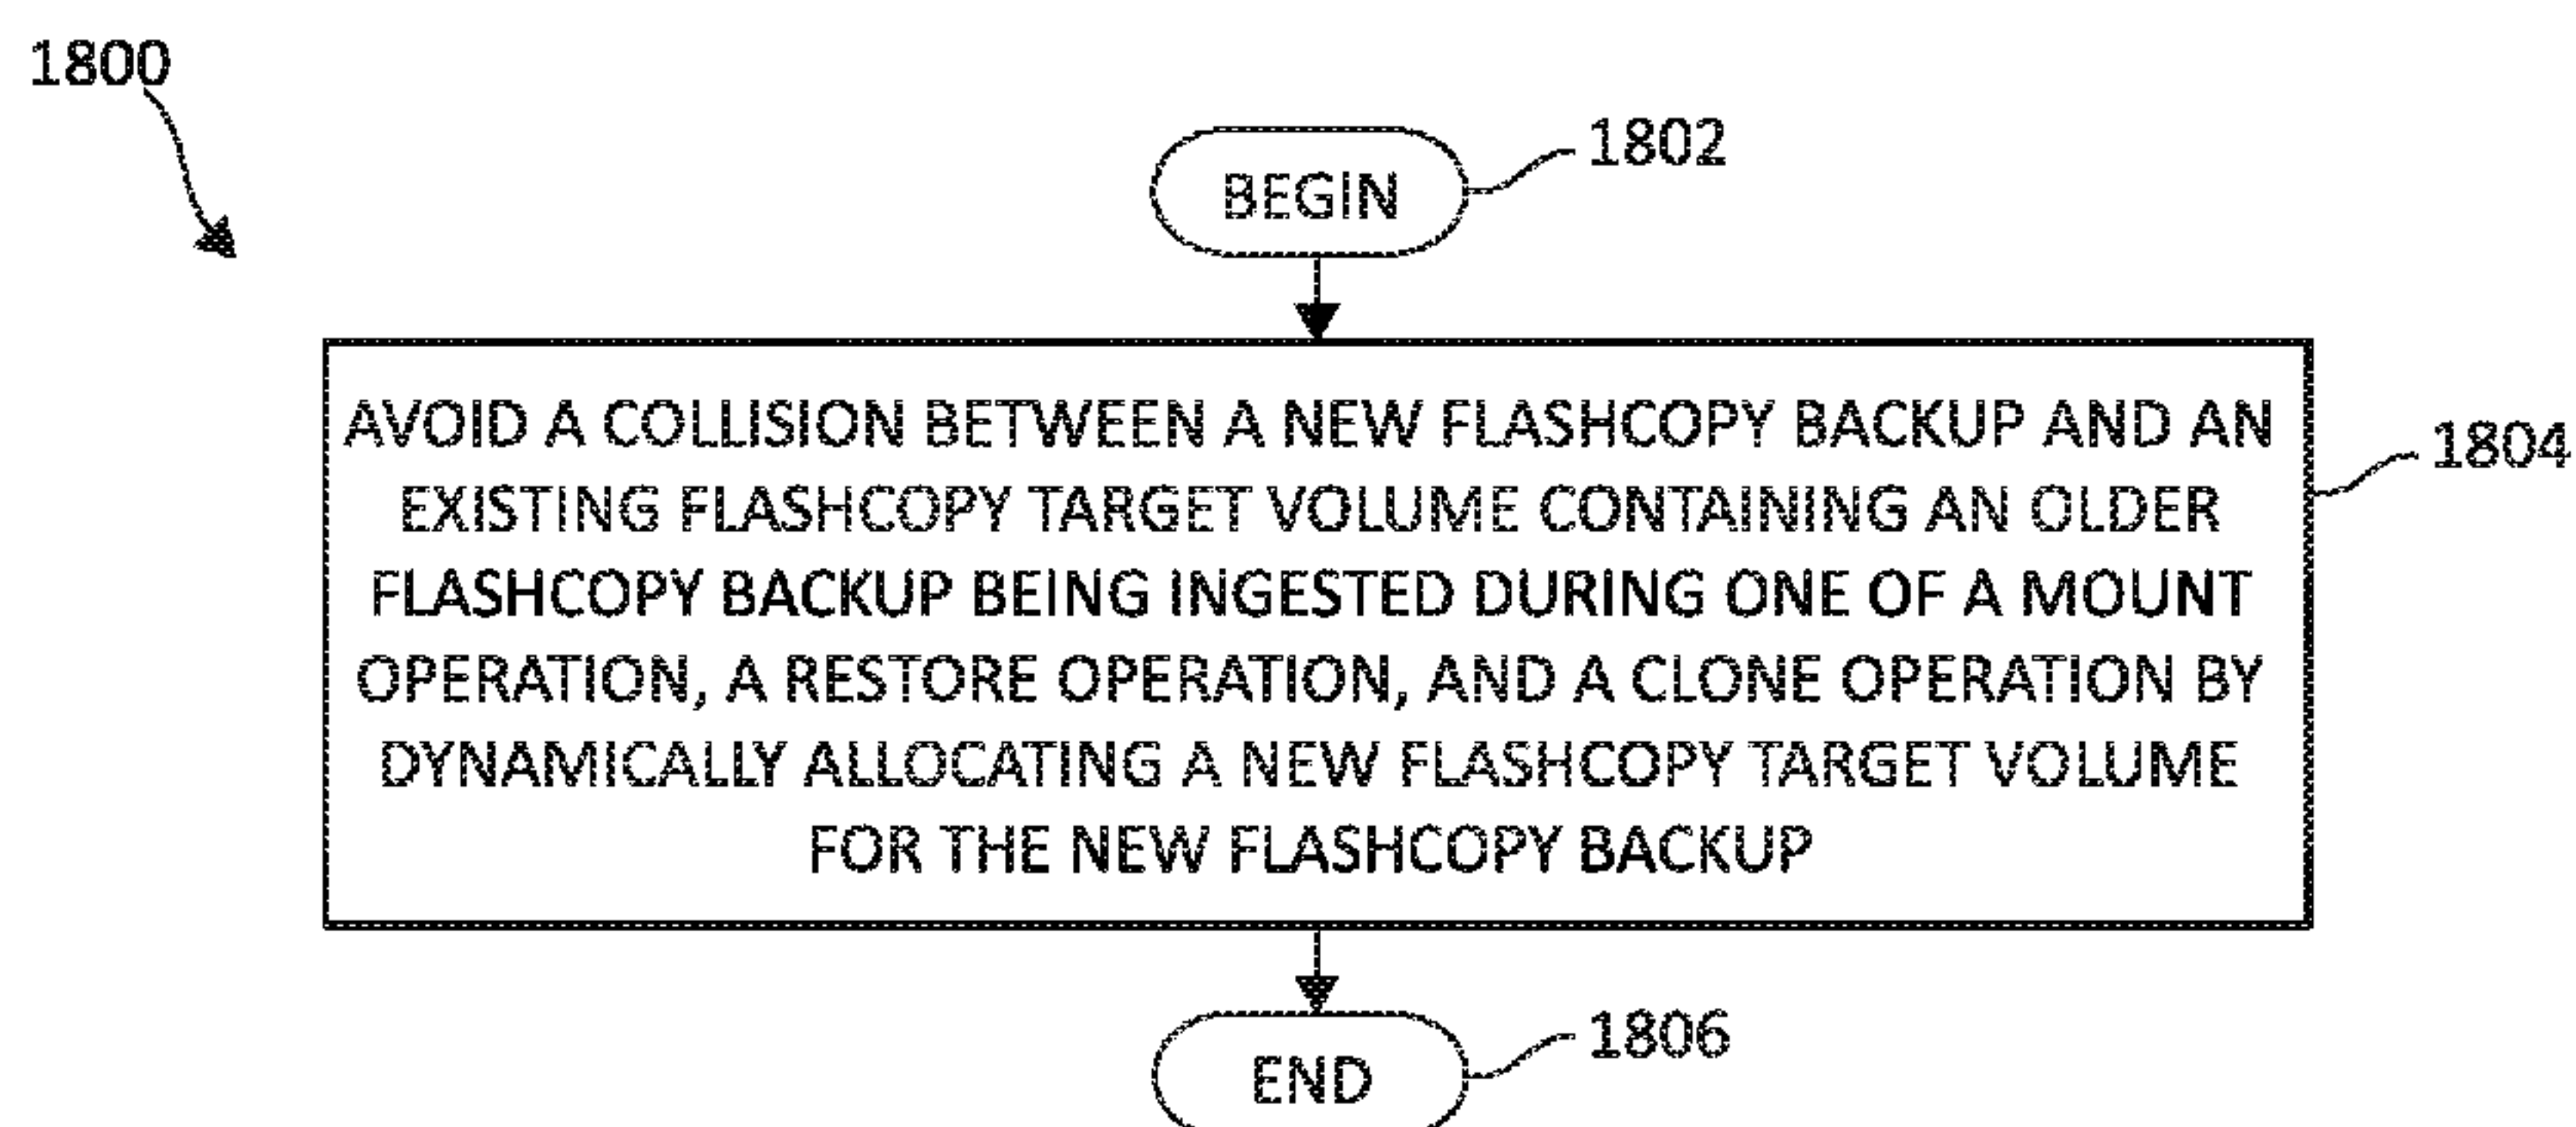 1800
BEGIN
1802
AVOID A COLLISION BETWEEN A NEW FLASHCOPY BACKUP AND AN
EXISTING FLASHCOPY TARGET VOLUME CONTAINING AN OLDER
FLASHCOPY BACKUP BEING INGESTED DURING ONE OF A MOUNT
OPERATION, A RESTORE OPERATION, AND A CLONE OPERATION BY
DYNAMICALLY ALLOCATING A NEW FLASHCOPY TARGET VOLUME
FOR THE NEW FLASHCOPY BACKUP
1804
END
1806